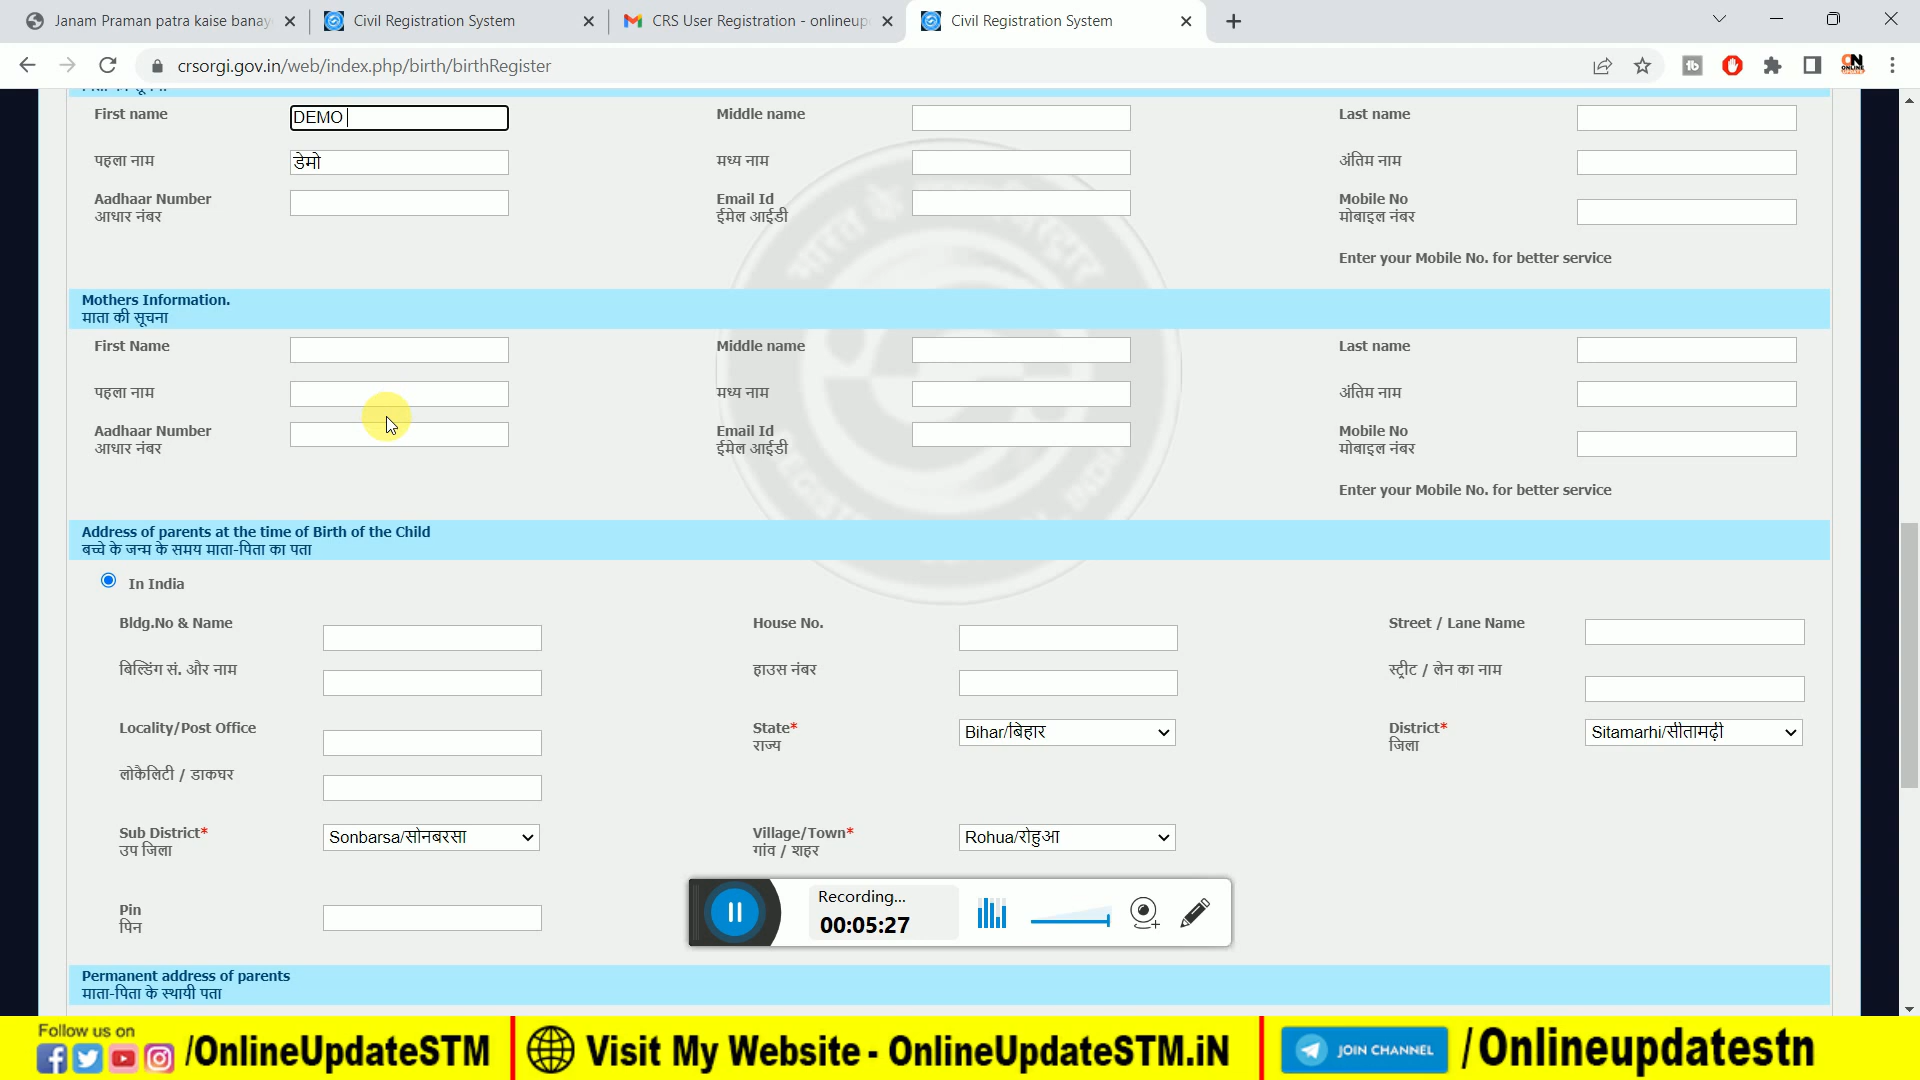 Janam Praman patra kaise banay
Civil Registration System
CRS User Registration - onlineup
Civil Registration System
crsorgi.gov.in/web/index.php/birth/birthRegister
First name
DEMO
Middle name
Last name
पहला नाम
डेमो
मध्य नाम
अंतिम नाम
Aadhaar Number
आधार नंबर
Email Id
ईमेल आईडी
Mobile No
मोबाइल नंबर
Enter your Mobile No. for better service
Mothers Information.
माता की सूचना
First Name
Middle name
Last name
पहला नाम
मध्य नाम
अंतिम नाम
Aadhaar Number
आधार नंबर
Email Id
ईमेल आईडी
Mobile No
मोबाइल नंबर
Enter your Mobile No. for better service
Address of parents at the time of Birth of the Child
बच्चे के जन्म के समय माता-पिता का पता
In India
Bldg.No & Name
House No.
Street / Lane Name
बिल्डिंग सं. और नाम
हाउस नंबर
स्ट्रीट / लेन का नाम
Locality/Post Office
State*
राज्य
Bihar/बिहार
District*
जिला
Sitamarhi/सीतामढ़ी
लोकैलिटी / डाकघर
Sub District*
उप जिला
Sonbarsa/सोनबरसा
Village/Town*
गांव / शहर
Rohua/रोहुआ
Pin
पिन
Recording...
00:05:27
Permanent address of parents
माता-पिता के स्थायी पता
Follow us on
/OnlineUpdateSTM
Visit My Website - OnlineUpdateSTM.iN
JOIN CHANNEL
/Onlineupdatestn